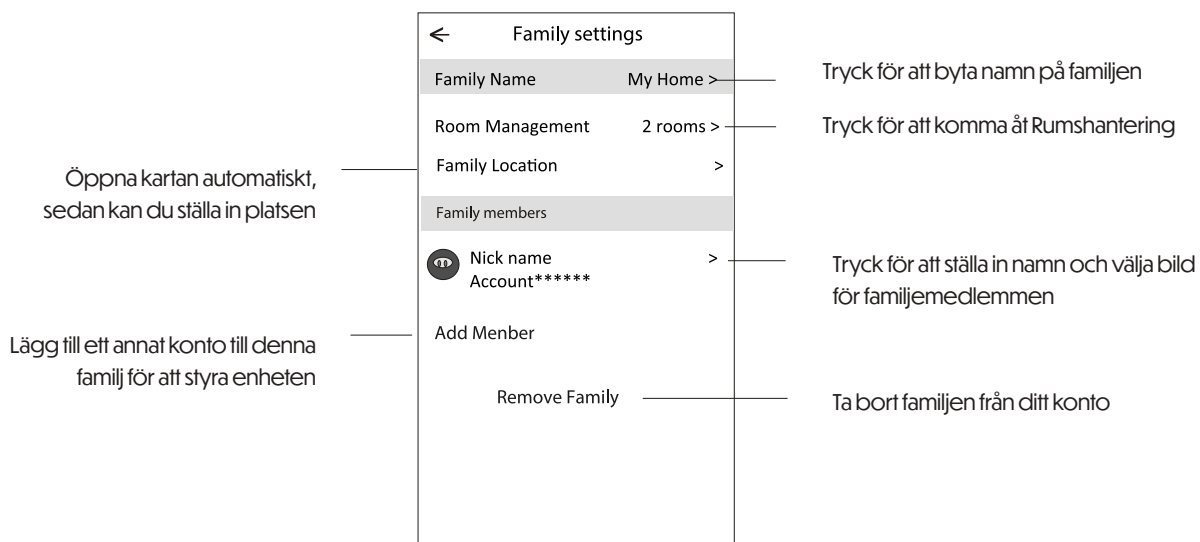 ← Family settings
Family Name My Home >
Tryck för att byta namn på familjen
Room Management 2 rooms >
Tryck för att komma åt Rumshantering
Family Location >
Öppna kartan automatiskt,
sedan kan du ställa in platsen
Family members
Nick name >
Account******
Tryck för att ställa in namn och välja bild
för familjemedlemmen
Add Menber
Lägg till ett annat konto till denna
familj för att styra enheten
Remove Family
Ta bort familjen från ditt konto